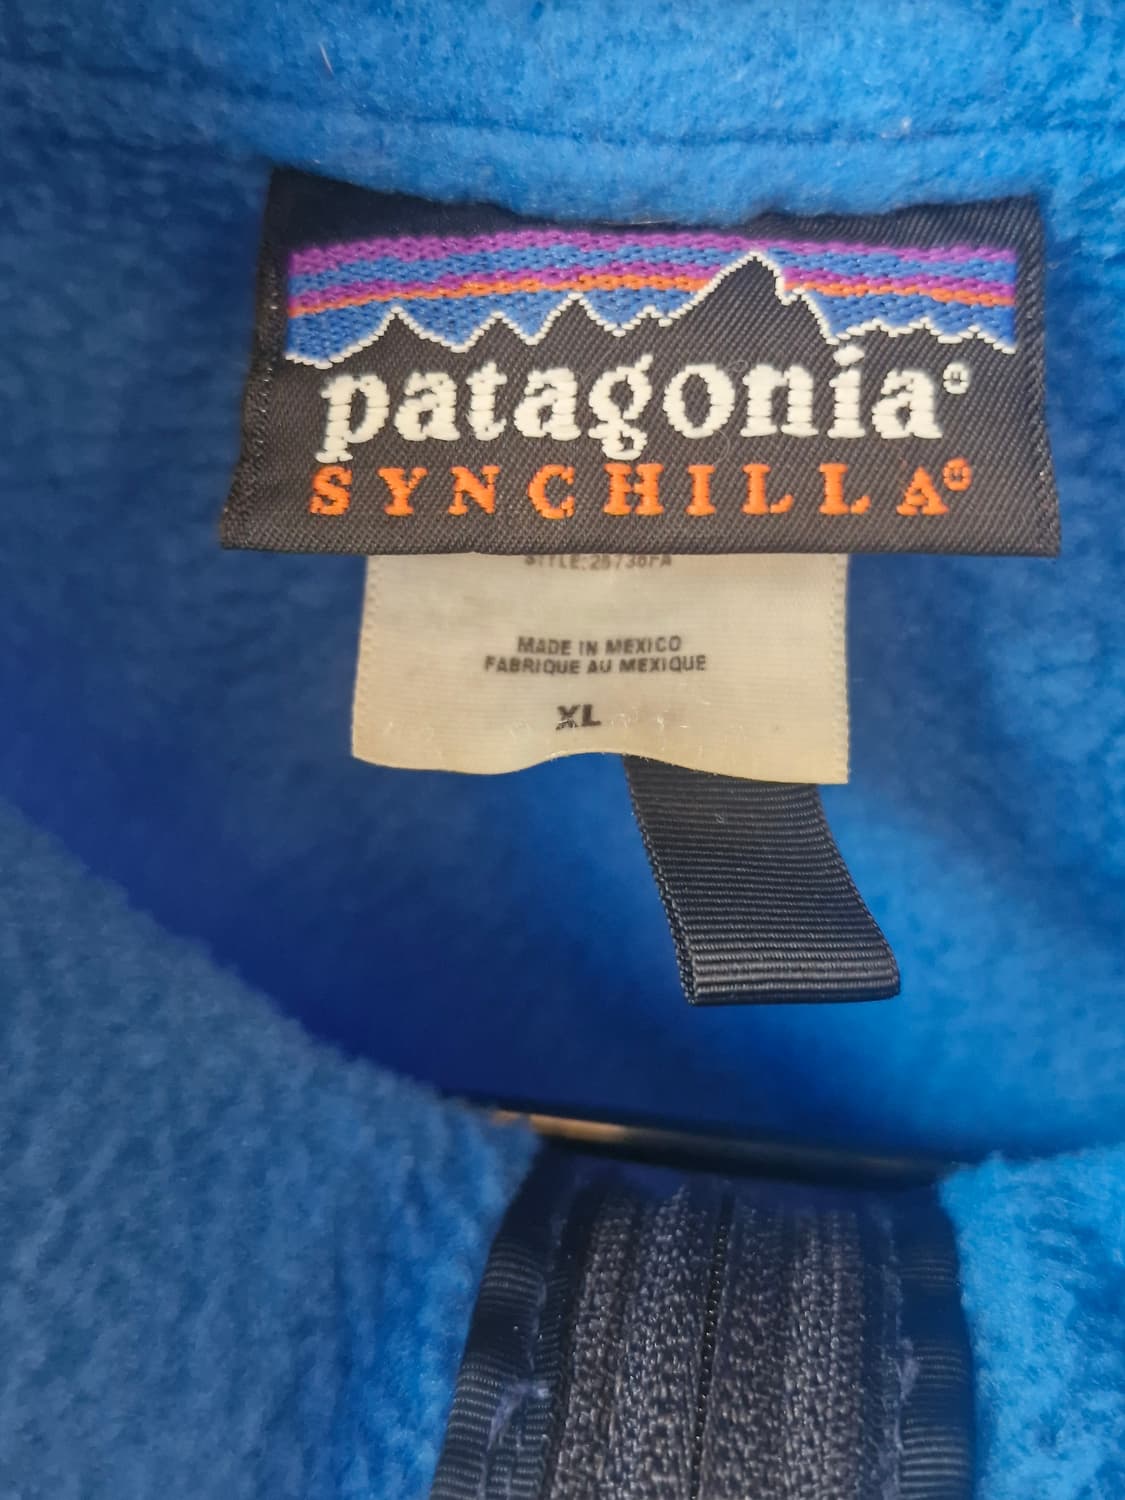 patagonia®
SYNCHILLA®
MADE IN MEXICO
FABRIQUE AU MEXIQUE
XL